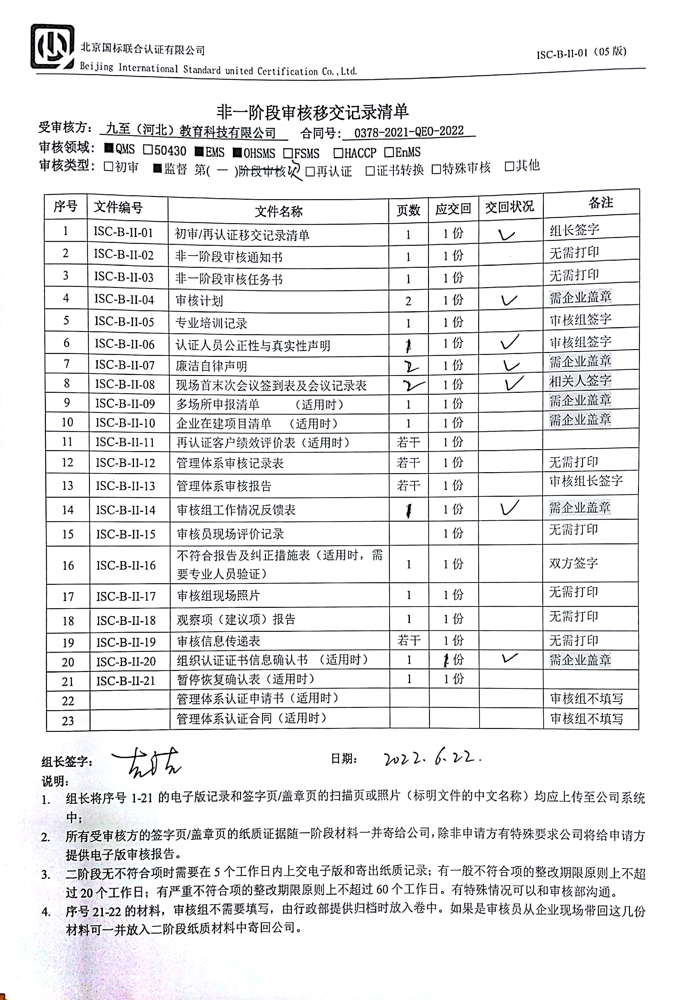 北京国标联合认证有限公司
ISC-B-II-01（05 版)
Beijing International Standard united Certification Co.,Ltd.
非一阶段审核移交记录清单
受审核方： 九至（河北）教育科技有限公司 合同号： 0378-2021-QEO-2022
审核领域：■QMS □50430 ■EMS ■OHSMS □FSMS □HACCP □EnMS
审核类型：□初审 ■监督 第( 一 )阶段审核次 □再认证 □证书转换 □特殊审核 □其他
序号 文件编号 文件名称 页数 应交回 交回状况 备注
1 ISC-B-II-01 初审/再认证移交记录清单 1 1 份 ✓ 组长签字
2 ISC-B-II-02 非一阶段审核通知书 1 1 份 无需打印
3 ISC-B-II-03 非一阶段审核任务书 1 1 份 无需打印
4 ISC-B-II-04 审核计划 2 1 份 ✓ 需企业盖章
5 ISC-B-II-05 专业培训记录 1 1 份 审核组签字
6 ISC-B-II-06 认证人员公正性与真实性声明 1 1 份 ✓ 审核组签字
7 ISC-B-II-07 廉洁自律声明 2 1 份 ✓ 需企业盖章
8 ISC-B-II-08 现场首末次会议签到表及会议记录表 2 1 份 ✓ 相关人签字
9 ISC-B-II-09 多场所申报清单 （适用时） 1 1 份 需企业盖章
10 ISC-B-II-10 企业在建项目清单 （适用时） 1 1 份 需企业盖章
11 ISC-B-II-11 再认证客户绩效评价表（适用时） 若干 1 份
12 ISC-B-II-12 管理体系审核记录表 若干 1 份 无需打印
13 ISC-B-II-13 管理体系审核报告 若干 1 份 审核组长签字
14 ISC-B-II-14 审核组工作情况反馈表 1 1 份 ✓ 需企业盖章
15 ISC-B-II-15 审核员现场评价记录 1 份 无需打印
16 ISC-B-II-16 不符合报告及纠正措施表（适用时，需
要专业人员验证） 1 1 份 双方签字
17 ISC-B-II-17 审核组现场照片 1 1 份 无需打印
18 ISC-B-II-18 观察项（建议项）报告 1 1 份 无需打印
19 ISC-B-II-19 审核信息传递表 若干 1 份 无需打印
20 ISC-B-II-20 组织认证证书信息确认书 （适用时） 1 1份 ✓ 需企业盖章
21 ISC-B-II-21 暂停恢复确认表（适用时） 1 1 份
22 管理体系认证申请书（适用时） 审核组不填写
23 管理体系认证合同（适用时） 审核组不填写
组长签字： 日期： 2022.6.22.
说明：
1. 组长将序号 1-21 的电子版记录和签字页/盖章页的扫描页或照片（标明文件的中文名称）均应上传至公司系统
中；
2. 所有受审核方的签字页/盖章页的纸质证据随一阶段材料一并寄给公司，除非申请方有特殊要求公司将给申请方
提供电子版审核报告。
3. 二阶段无不符合项时需要在 5 个工作日内上交电子版和寄出纸质记录；有一般不符合项的整改期限原则上不超
过 20 个工作日；有严重不符合项的整改期限原则上不超过 60 个工作日。有特殊情况可以和审核部沟通。
4. 序号 21-22 的材料，审核组不需要填写，由行政部提供归档时放入卷中。如果是审核员从企业现场带回这几份
材料可一并放入二阶段纸质材料中寄回公司。